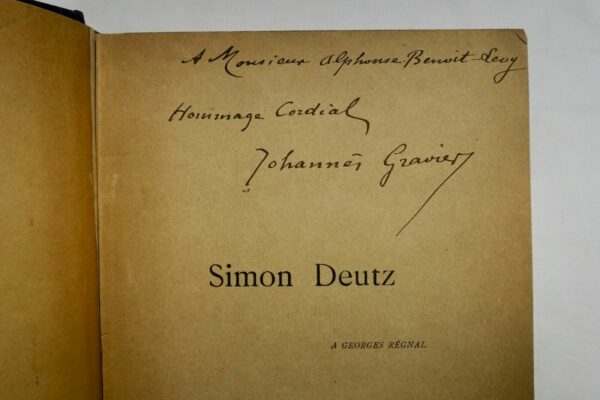 A Monsieur Alphonse Benoit-Levy
Hommage Cordial
Johannès Gravier
Simon Deutz
A GEORGES RÉGNAL